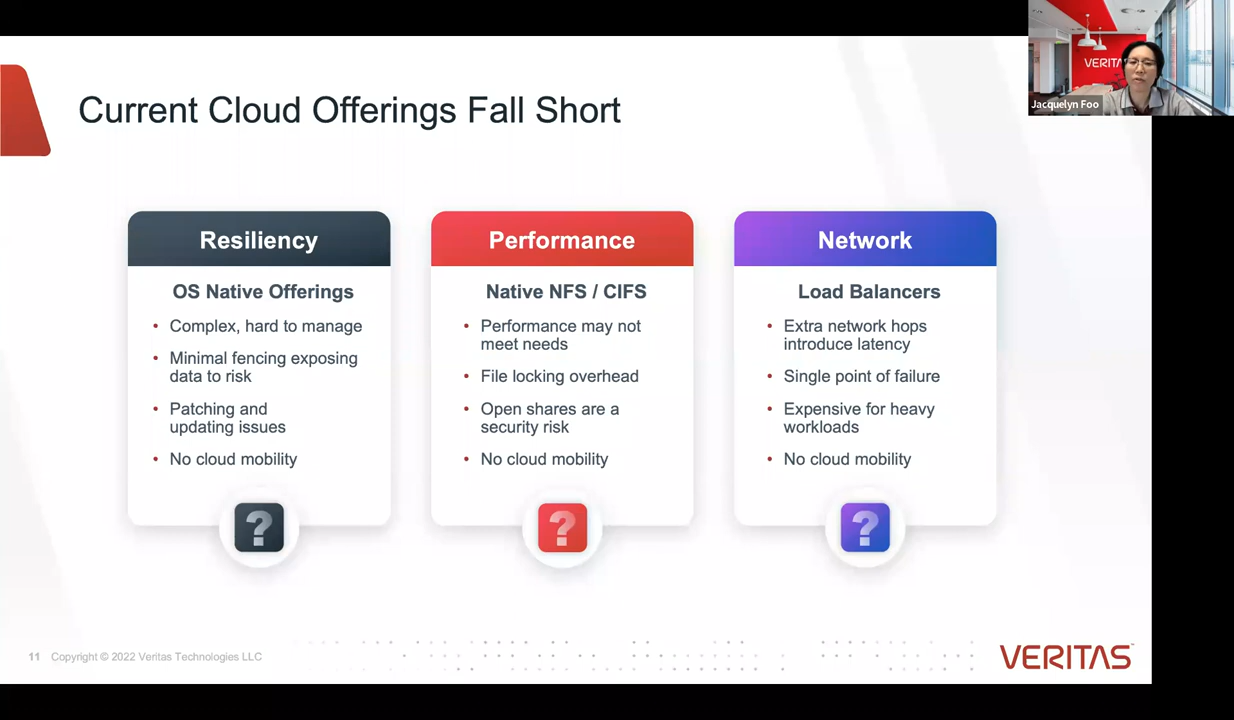 Current Cloud Offerings Fall Short
VERITAS
Jacquelyn Foo
Resiliency
OS Native Offerings
• Complex, hard to manage
• Minimal fencing exposing
data to risk
• Patching and
updating issues
• No cloud mobility
?
Performance
Native NFS / CIFS
• Performance may not
meet needs
• File locking overhead
• Open shares are a
security risk
• No cloud mobility
?
Network
Load Balancers
• Extra network hops
introduce latency
• Single point of failure
• Expensive for heavy
workloads
• No cloud mobility
?
11 Copyright © 2022 Veritas Technologies LLC
VERITAS